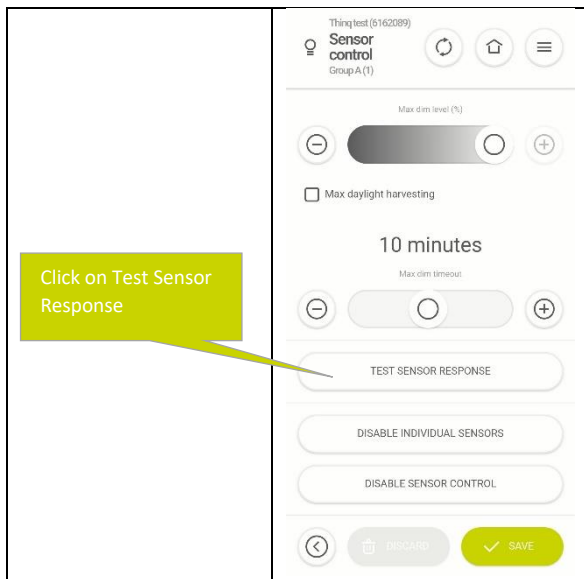 Thinq test (6162089)
Sensor
control
Group A (1)
Max dim level (%)
Max daylight harvesting
10 minutes
Max dim timeout
Click on Test Sensor
Response
TEST SENSOR RESPONSE
DISABLE INDIVIDUAL SENSORS
DISABLE SENSOR CONTROL
DISCARD
SAVE